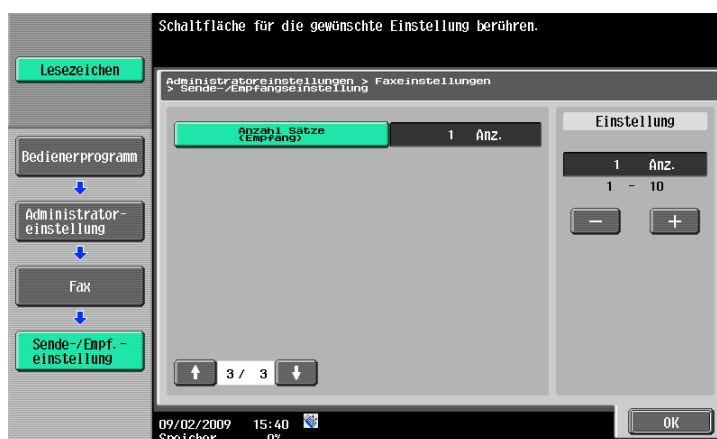 Schaltfläche für die gewünschte Einstellung berühren.
Lesezeichen
Administratoreinstellungen > Faxeinstellungen
> Sende-/Empfangseinstellung
Bedienerprogramm
Administrator-
einstellung
Fax
Sende-/Empf.-
einstellung
Anzahl Sätze
(Empfang)
1 Anz.
3/ 3
Einstellung
1 Anz.
1 - 10
− +
09/02/2009 15:40
Speicher 0%
OK